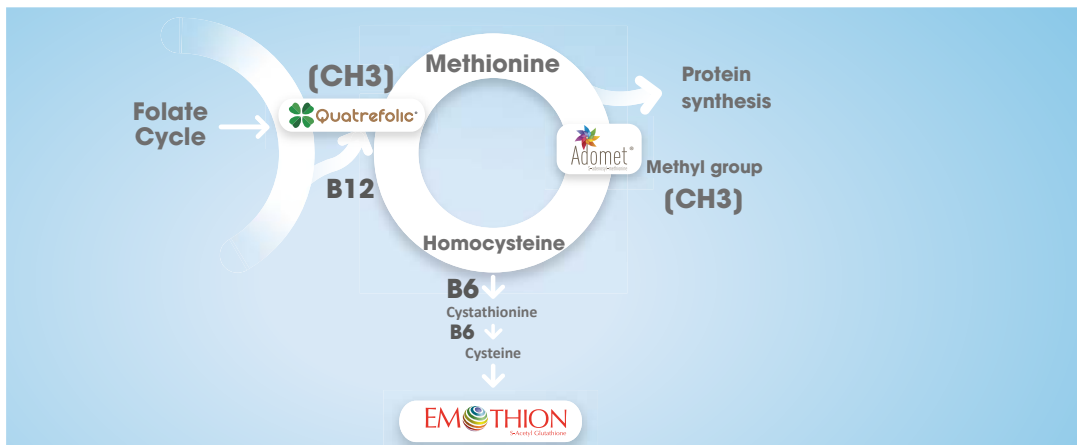 (CH3)
Methionine
Folate
Cycle
Quatrefolic®
B12
Protein
synthesis
Adomet®
Methyl group
(CH3)
Homocysteine
B6
Cystathionine
B6
Cysteine
EMOTHION
S-Acetyl Glutathione